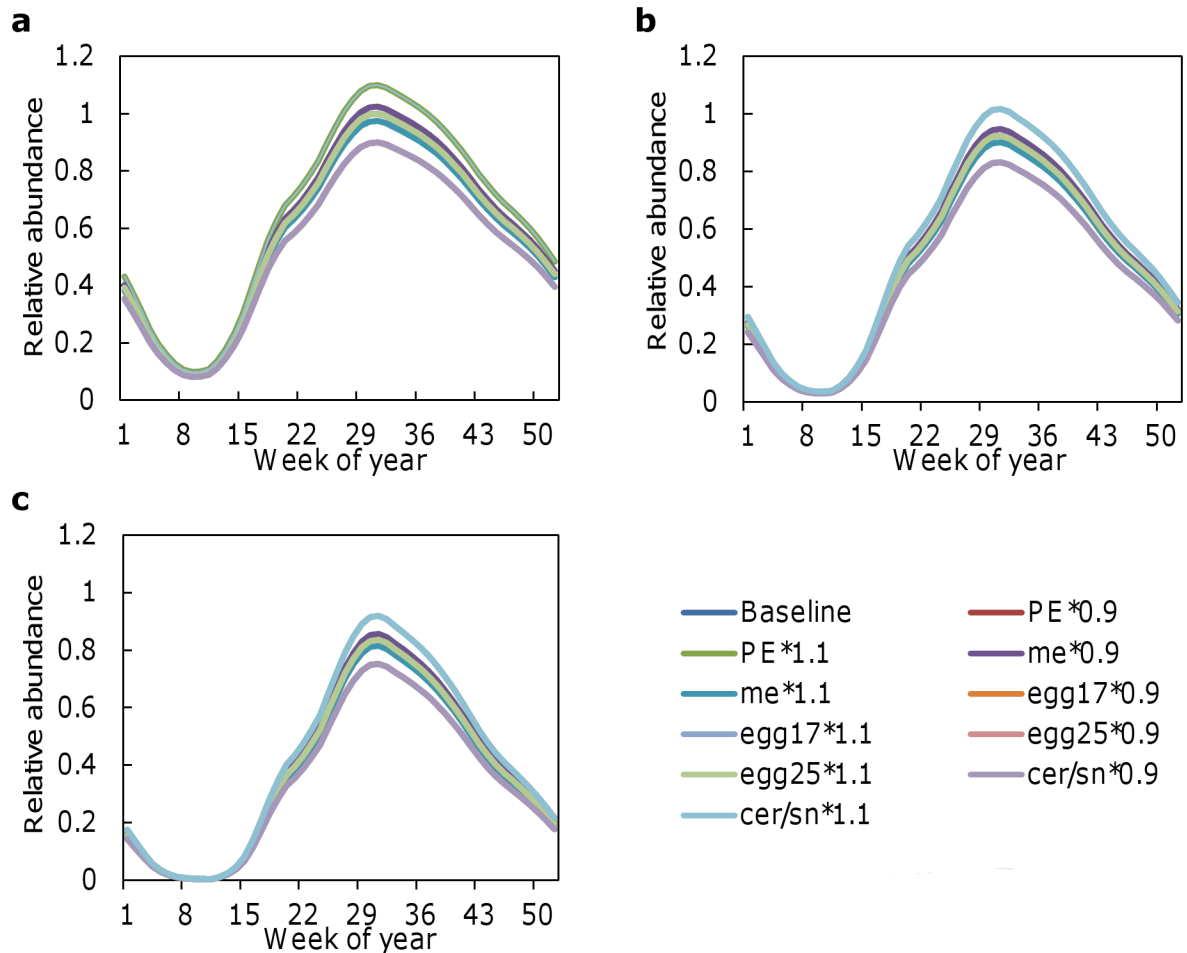 a
1.2
1
0.8
0.6
0.4
0.2
0
Relative abundance
1 8 15 22 29 36 43 50
Week of year
b
1.2
1
0.8
0.6
0.4
0.2
0
Relative abundance
1 8 15 22 29 36 43 50
Week of year
c
1.2
1
0.8
0.6
0.4
0.2
0
Relative abundance
1 8 15 22 29 36 43 50
Week of year
Baseline PE*0.9
PE*1.1 me*0.9
me*1.1 egg17*0.9
egg17*1.1 egg25*0.9
egg25*1.1 cer/sn*0.9
cer/sn*1.1